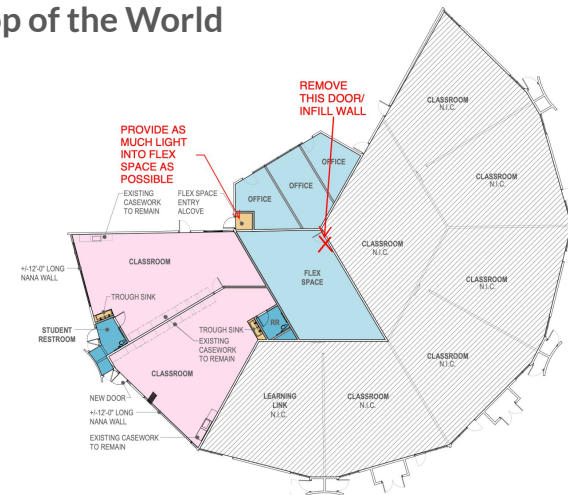 op of the World
REMOVE
THIS DOOR/
INFILL WALL
PROVIDE AS
MUCH LIGHT
INTO FLEX
SPACE AS
POSSIBLE
CLASSROOM
N.I.C.
EXISTING
CASEWORK
TO REMAIN
FLEX SPACE
ENTRY
ALCOVE
OFFICE
OFFICE
OFFICE
CLASSROOM
N.I.C.
CLASSROOM
N.I.C.
CLASSROOM
+/-12'-0" LONG
NANA WALL
FLEX
SPACE
CLASSROOM
N.I.C.
TROUGH SINK
STUDENT
RESTROOM
TROUGH SINK
RR
EXISTING
CASEWORK
TO REMAIN
CLASSROOM
N.I.C.
CLASSROOM
NEW DOOR
+/-12'-0" LONG
NANA WALL
LEARNING
LINK
N.I.C.
CLASSROOM
N.I.C.
EXISTING CASEWORK
TO REMAIN